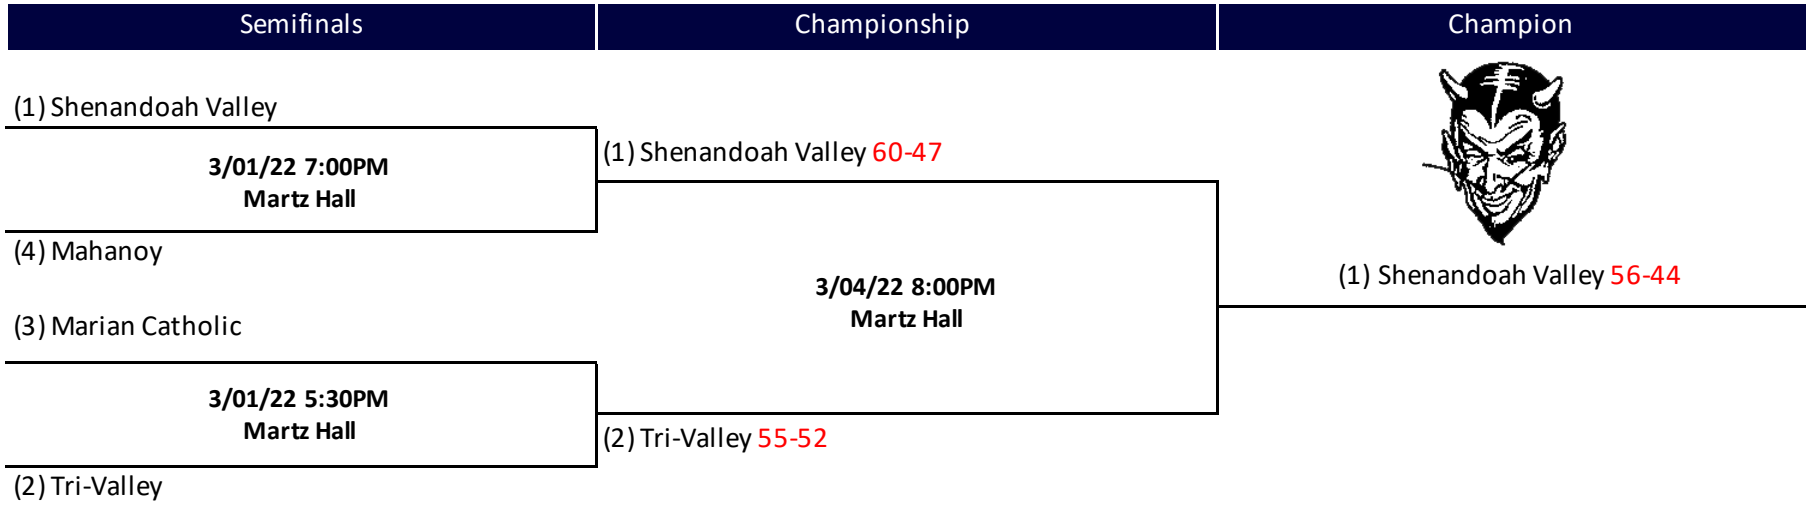 Semifinals
Championship
Champion
(1) Shenandoah Valley
3/01/22 7:00PM
Martz Hall
(4) Mahanoy
(3) Marian Catholic
3/01/22 5:30PM
Martz Hall
(2) Tri-Valley
(1) Shenandoah Valley 60-47
3/04/22 8:00PM
Martz Hall
(2) Tri-Valley 55-52
(1) Shenandoah Valley 56-44